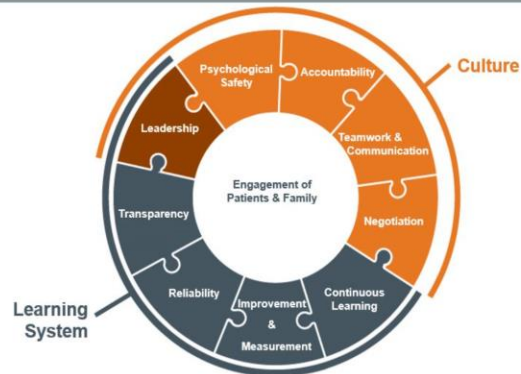 Psychological
Safety
Accountability
Culture
Leadership
Teamwork &
Communication
Engagement of
Patients & Family
Transparency
Negotiation
Reliability
Improvement
&
Measurement
Continuous
Learning
Learning
System